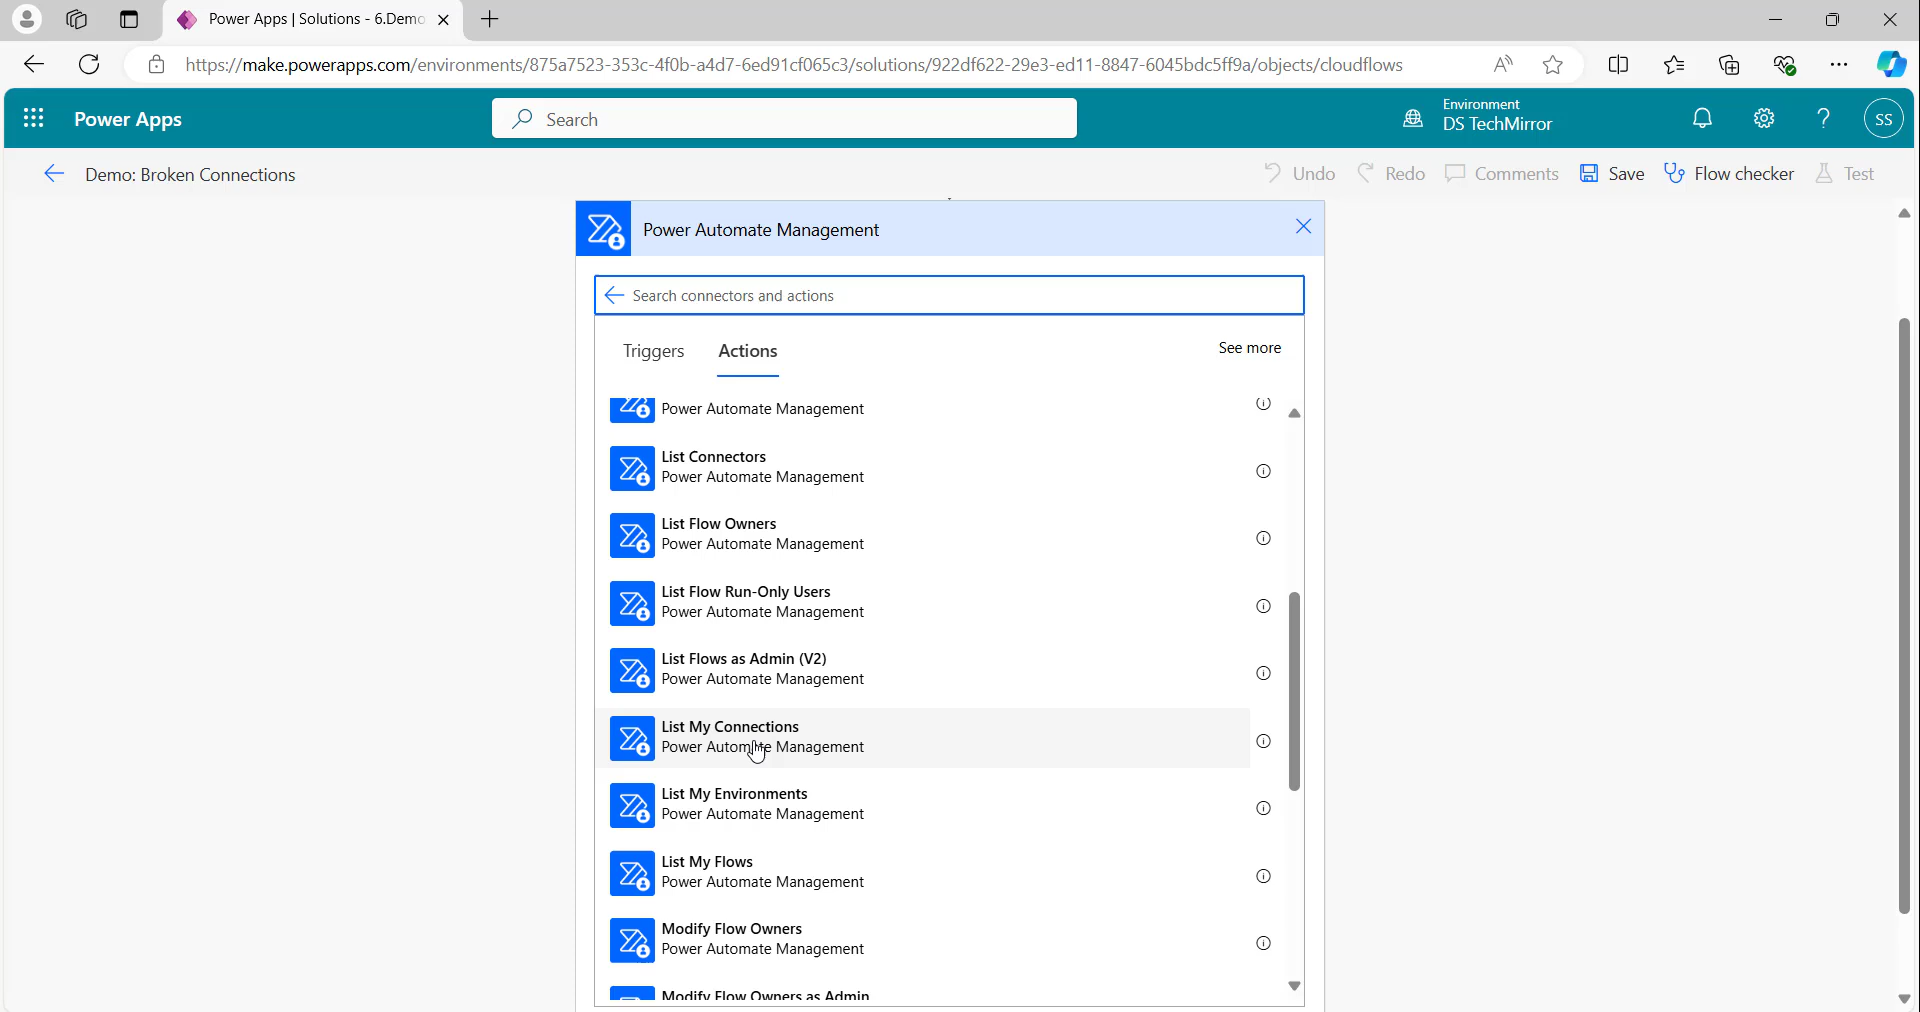 Power Apps | Solutions - 6.Demo
https://make.powerapps.com/environments/875a7523-353c-4f0b-a4d7-6ed91cf065c3/solutions/922df622-29e3-ed11-8847-6045bdc5ff9a/objects/cloudflows
Power Apps
Search
Environment
DS TechMirror
?
SS
Demo: Broken Connections
Undo
Redo
Comments
Save
Flow checker
Test
Power Automate Management
Search connectors and actions
Triggers
Actions
See more
Power Automate Management
List Connectors
Power Automate Management
List Flow Owners
Power Automate Management
List Flow Run-Only Users
Power Automate Management
List Flows as Admin (V2)
Power Automate Management
List My Connections
Power Automate Management
List My Environments
Power Automate Management
List My Flows
Power Automate Management
Modify Flow Owners
Power Automate Management
Modify Flow Owners as Admin